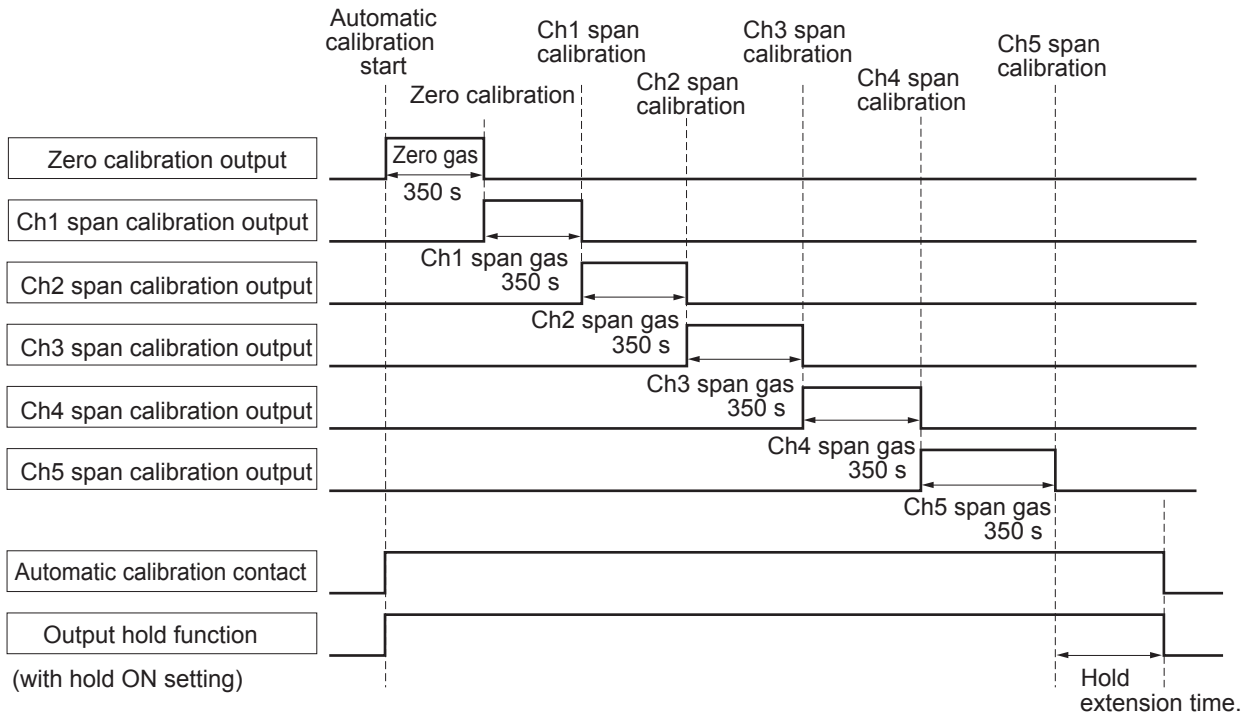 Automatic
calibration
start
Zero calibration
Ch1 span
calibration
Ch2 span
calibration
Ch3 span
calibration
Ch4 span
calibration
Ch5 span
calibration
Zero calibration output
Zero gas
350 s
Ch1 span calibration output
Ch1 span gas
350 s
Ch2 span calibration output
Ch2 span gas
350 s
Ch3 span calibration output
Ch3 span gas
350 s
Ch4 span calibration output
Ch4 span gas
350 s
Ch5 span calibration output
Ch5 span gas
350 s
Automatic calibration contact
Output hold function
(with hold ON setting)
Hold
extension time.